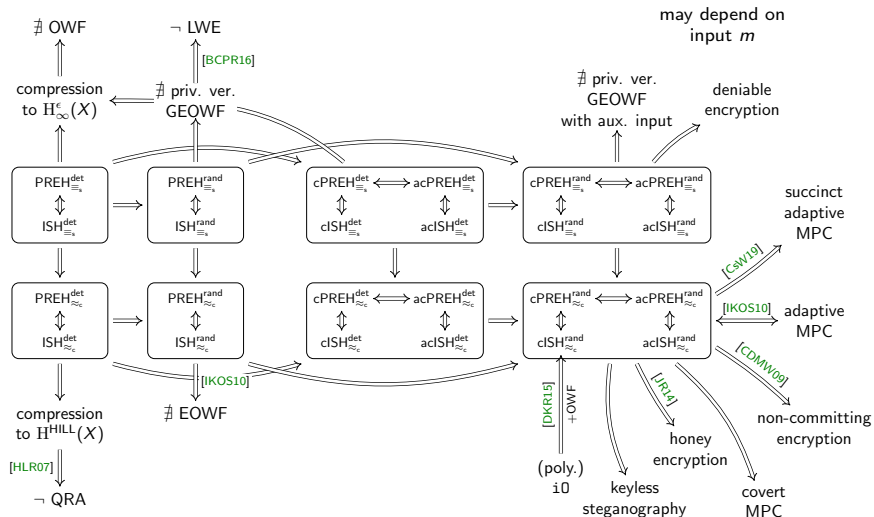 may depend on
input m
∄ OWF
¬ LWE
[BCPR16]
compression
to H^ϵ_∞(X)
∄ priv. ver.
GEOWF
∄ priv. ver.
GEOWF
with aux. input
deniable
encryption
PREH^det_≡s
ISH^det_≡s
PREH^rand_≡s
ISH^rand_≡s
cPREH^det_≡s
acPREH^det_≡s
cISH^det_≡s
acISH^det_≡s
cPREH^rand_≡s
acPREH^rand_≡s
cISH^rand_≡s
acISH^rand_≡s
succinct
adaptive
MPC
[CsW19]
PREH^det_≈c
ISH^det_≈c
PREH^rand_≈c
ISH^rand_≈c
cPREH^det_≈c
acPREH^det_≈c
cISH^det_≈c
acISH^det_≈c
cPREH^rand_≈c
acPREH^rand_≈c
cISH^rand_≈c
acISH^rand_≈c
[IKOS10]
adaptive
MPC
[CDMW09]
non-committing
encryption
[IKOS10]
compression
to H^HILL(X)
∄ EOWF
[HLR07]
¬ QRA
[DKR15]
+OWF
(poly.)
iO
keyless
steganography
[JR14]
honey
encryption
covert
MPC